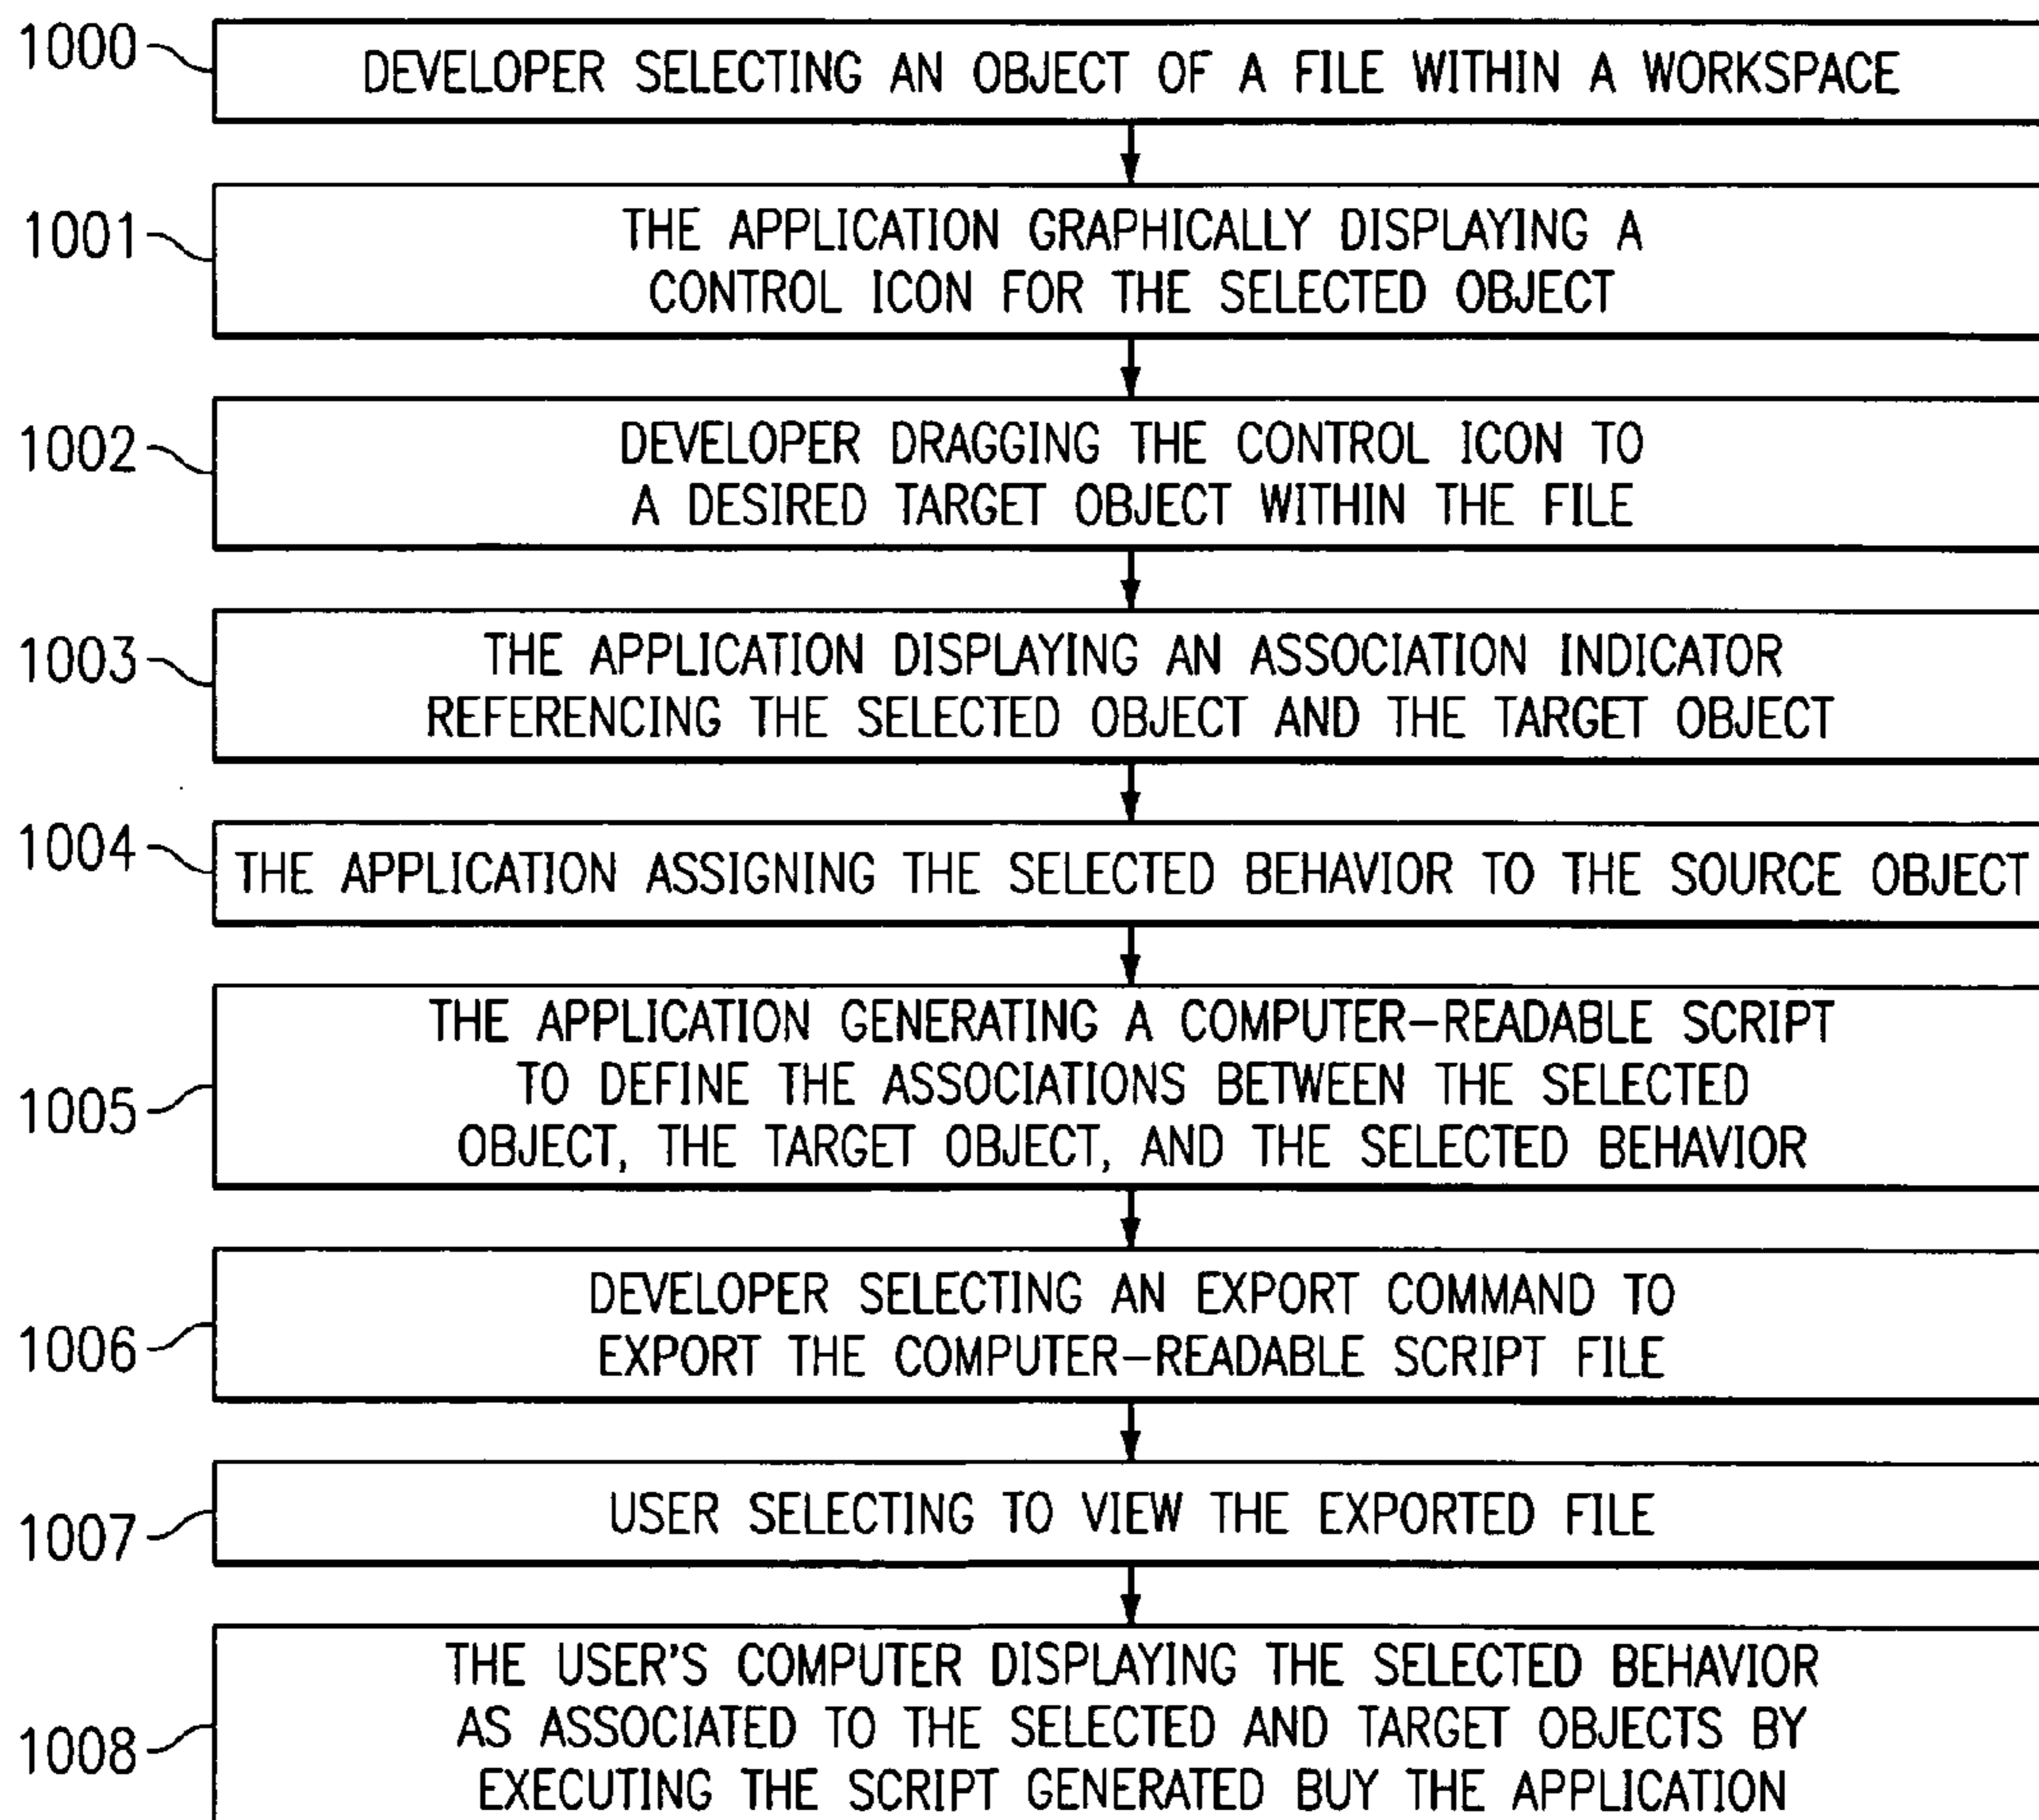 1000
DEVELOPER SELECTING AN OBJECT OF A FILE WITHIN A WORKSPACE
1001
THE APPLICATION GRAPHICALLY DISPLAYING A
CONTROL ICON FOR THE SELECTED OBJECT
1002
DEVELOPER DRAGGING THE CONTROL ICON TO
A DESIRED TARGET OBJECT WITHIN THE FILE
1003
THE APPLICATION DISPLAYING AN ASSOCIATION INDICATOR
REFERENCING THE SELECTED OBJECT AND THE TARGET OBJECT
1004
THE APPLICATION ASSIGNING THE SELECTED BEHAVIOR TO THE SOURCE OBJECT
1005
THE APPLICATION GENERATING A COMPUTER-READABLE SCRIPT
TO DEFINE THE ASSOCIATIONS BETWEEN THE SELECTED
OBJECT, THE TARGET OBJECT, AND THE SELECTED BEHAVIOR
1006
DEVELOPER SELECTING AN EXPORT COMMAND TO
EXPORT THE COMPUTER-READABLE SCRIPT FILE
1007
USER SELECTING TO VIEW THE EXPORTED FILE
1008
THE USER'S COMPUTER DISPLAYING THE SELECTED BEHAVIOR
AS ASSOCIATED TO THE SELECTED AND TARGET OBJECTS BY
EXECUTING THE SCRIPT GENERATED BUY THE APPLICATION